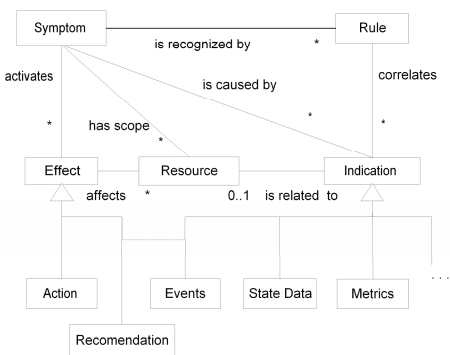 Symptom
Rule
is recognized by
*
activates
correlates
is caused by
*
*
*
has scope
*
Effect
Resource
Indication
affects
*
0..1
is related to
...
Action
Events
State Data
Metrics
Recomendation